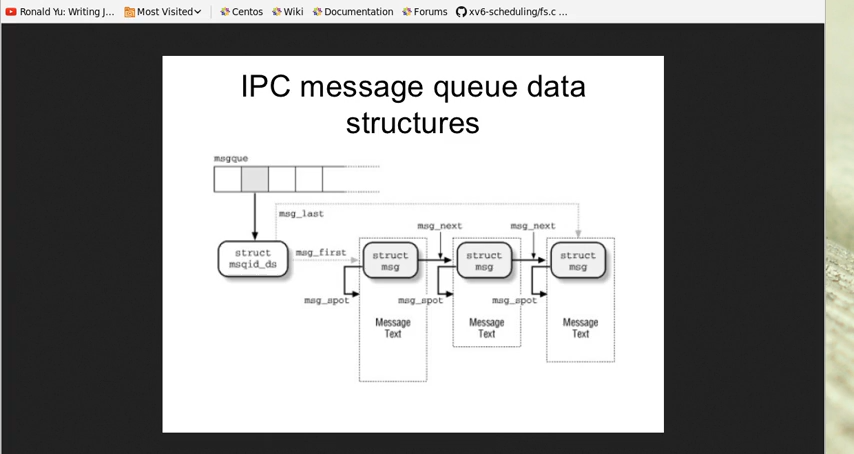 Ronald Yu: Writing J... Most Visited Centos Wiki Documentation Forums xv6-scheduling/fs.c ...
IPC message queue data
structures
msgque
msg_last
msg_next msg_next
struct
msqid_ds
msg_first
struct
msg
struct
msg
struct
msg
msg_spot msg_spot msg_spot
Message
Text
Message
Text
Message
Text